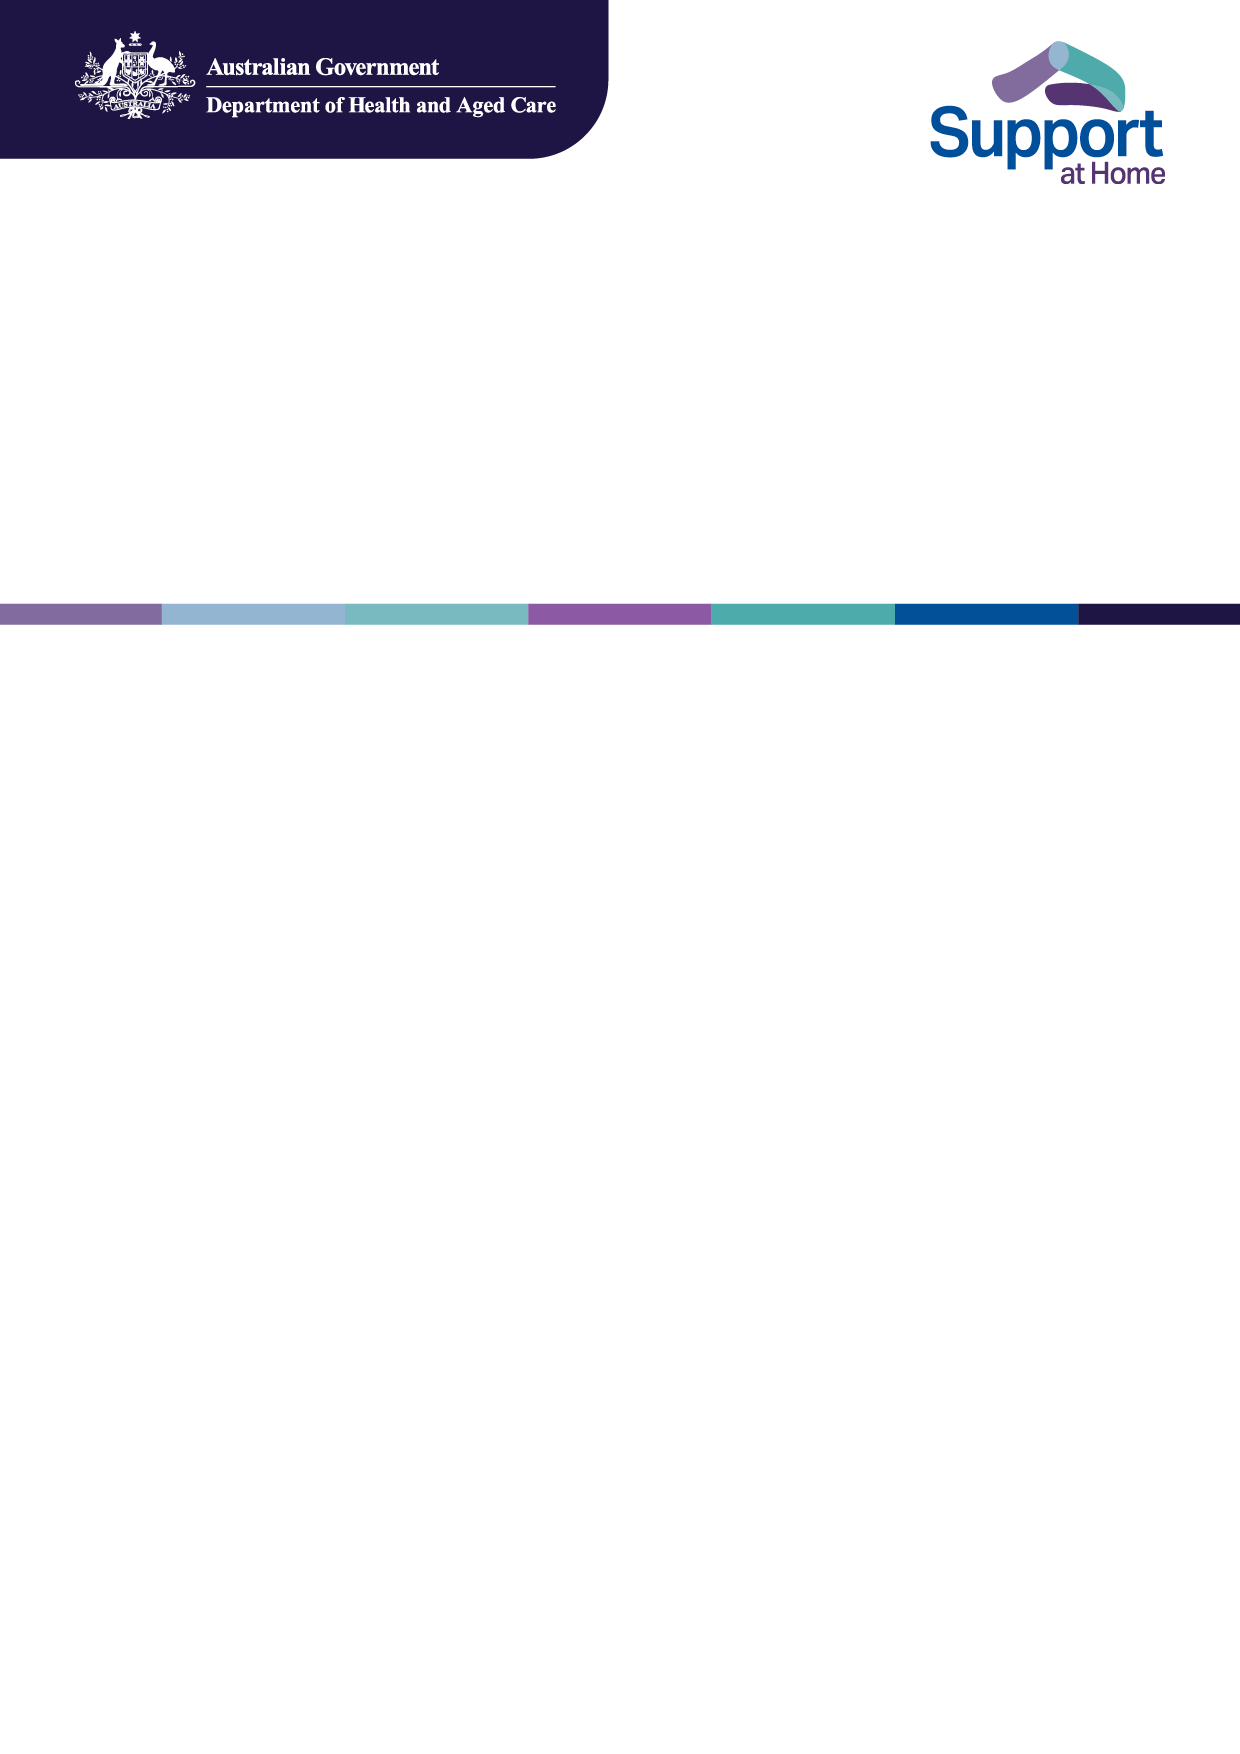 Australian Government
Department of Health and Aged Care
Support
at Home